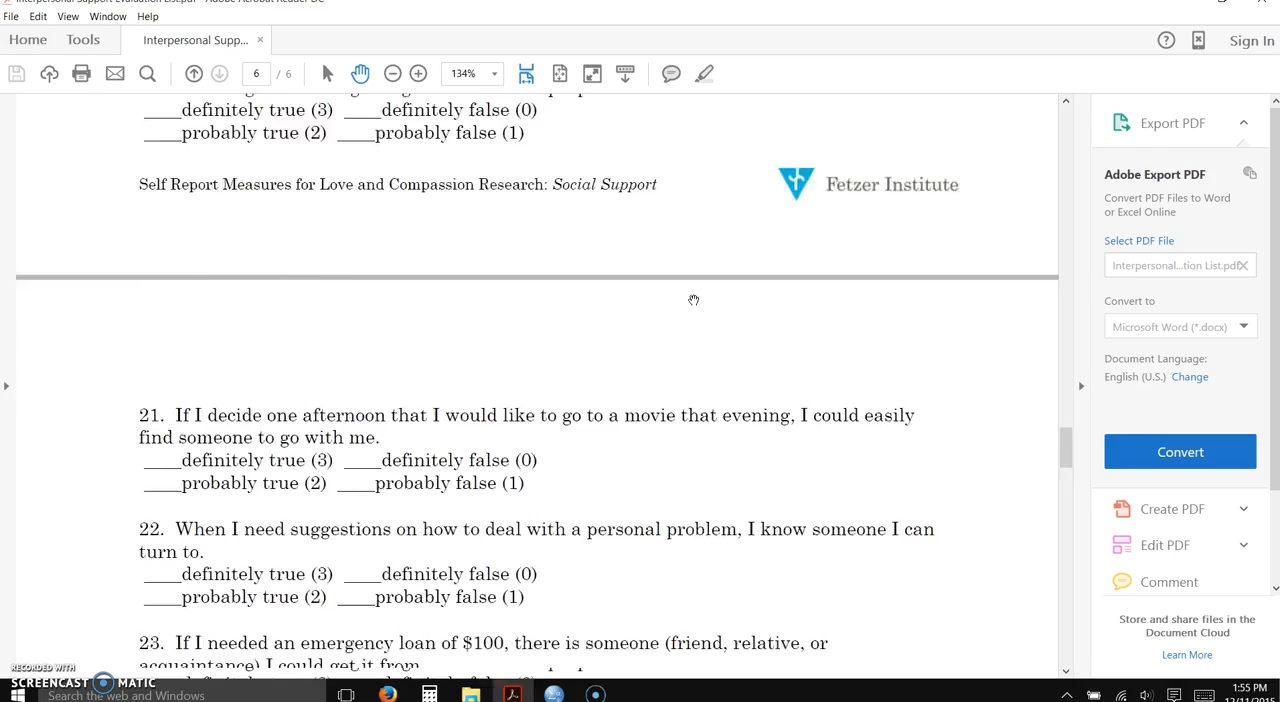 Interpersonal Support Evaluation List.pdf - Adobe Acrobat Reader DC
File Edit View Window Help
Home Tools Interpersonal Supp... × Sign In
6 / 6 134%
____definitely true (3) ____definitely false (0)
____probably true (2) ____probably false (1)
Self Report Measures for Love and Compassion Research: Social Support
Fetzer Institute
21. If I decide one afternoon that I would like to go to a movie that evening, I could easily
find someone to go with me.
____definitely true (3) ____definitely false (0)
____probably true (2) ____probably false (1)
22. When I need suggestions on how to deal with a personal problem, I know someone I can
turn to.
____definitely true (3) ____definitely false (0)
____probably true (2) ____probably false (1)
23. If I needed an emergency loan of $100, there is someone (friend, relative, or
acquaintance) I could get it from.
Export PDF
Adobe Export PDF
Convert PDF Files to Word
or Excel Online
Select PDF File
Interpersonal...tion List.pdf
Convert to
Microsoft Word (*.docx)
Document Language:
English (U.S.) Change
Convert
Create PDF
Edit PDF
Comment
Store and share files in the
Document Cloud
Learn More
RECORDED WITH
SCREENCAST MATIC
Search the web and Windows
1:55 PM
12/11/2015